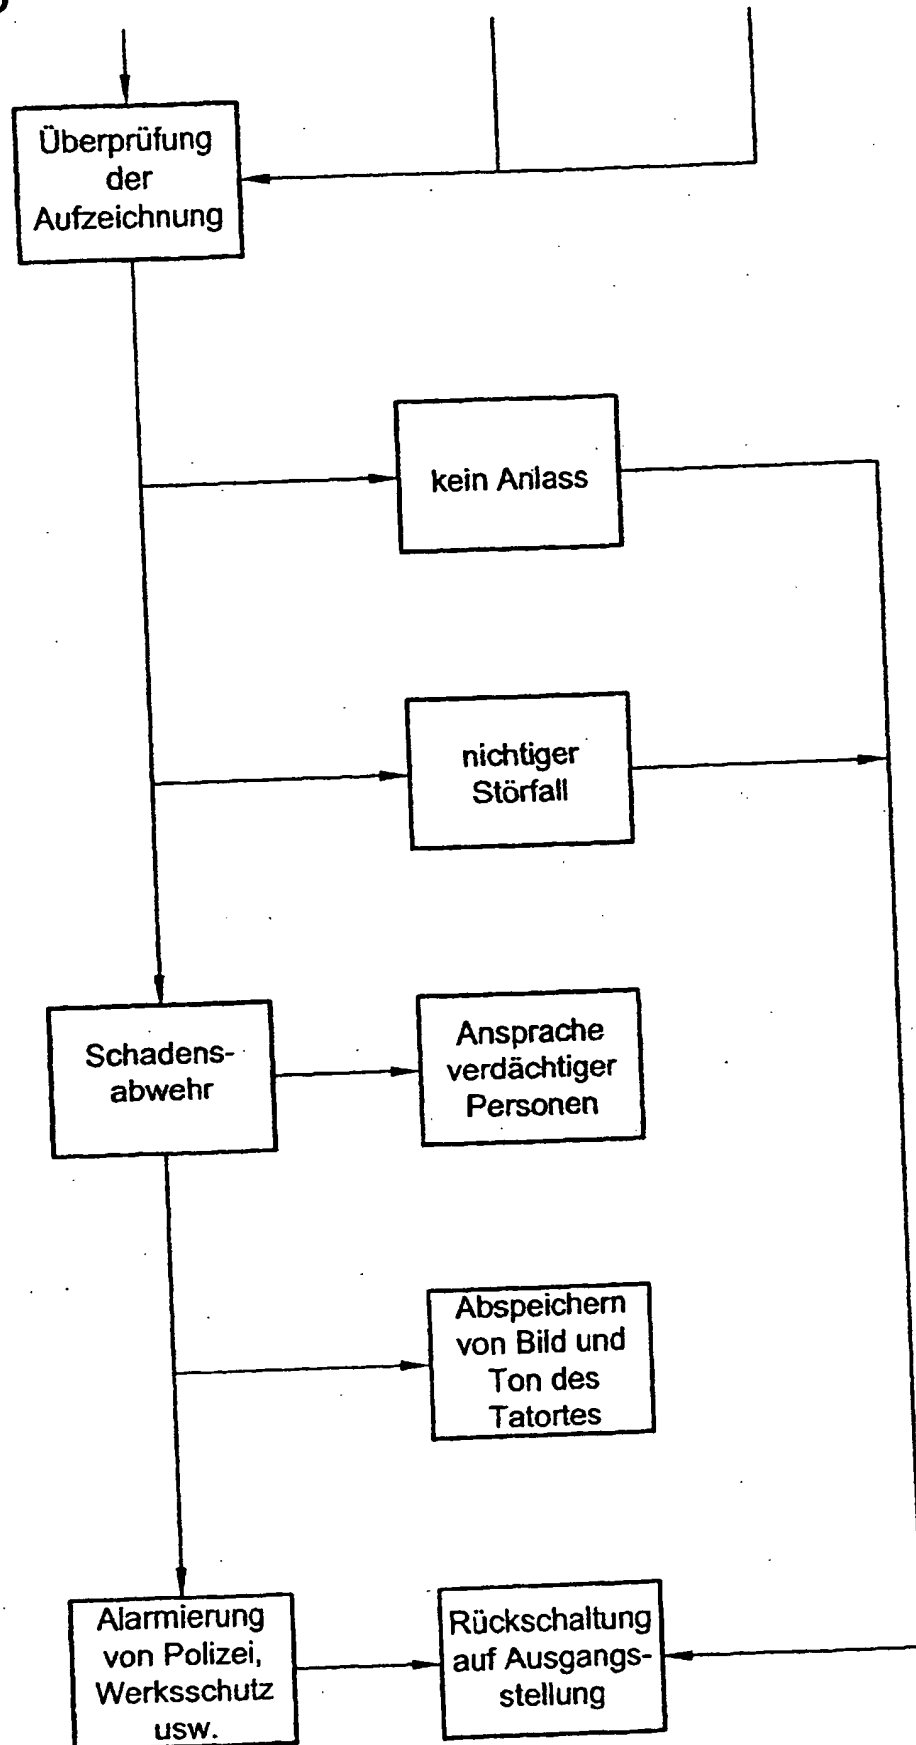 Überprüfung
der
Aufzeichnung
kein Anlass
nichtiger
Störfall
Schadens-
abwehr
Ansprache
verdächtiger
Personen
Abspeichern
von Bild und
Ton des
Tatortes
Alarmierung
von Polizei,
Werksschutz
usw.
Rückschaltung
auf Ausgangs-
stellung